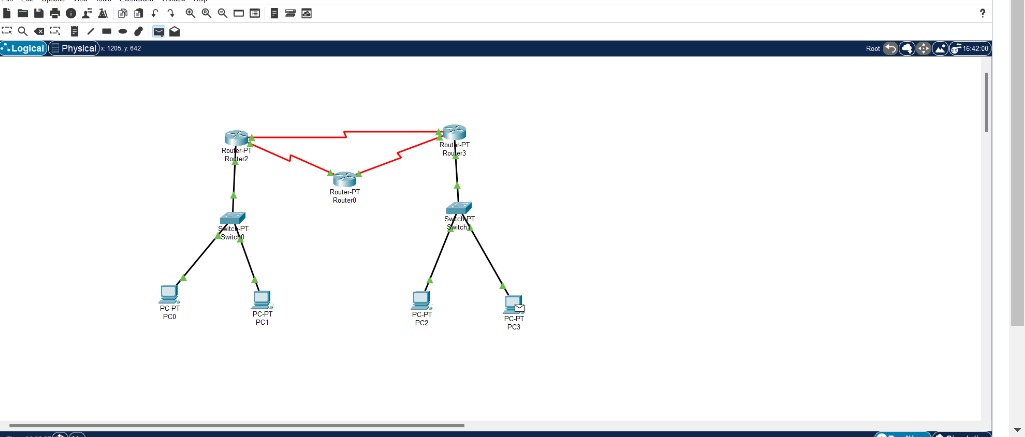 ?
Logical
Physical
x: 1205, y: 642
Root
16:42:00
Router-PT
Router2
Router-PT
Router3
Router-PT
Router0
Switch-PT
Switch0
Switch-PT
PC-PT
PC0
PC-PT
PC1
PC-PT
PC2
PC-PT
PC3